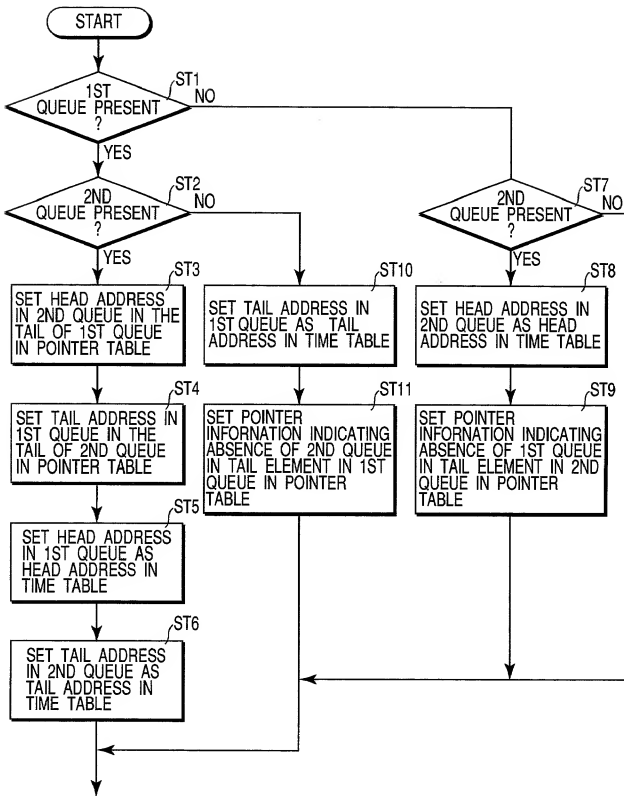 START
ST1
1ST
QUEUE PRESENT
?
NO
YES
ST2
2ND
QUEUE PRESENT
?
NO
YES
ST7
2ND
QUEUE PRESENT
?
NO
YES
ST3
SET HEAD ADDRESS
IN 2ND QUEUE IN THE
TAIL OF 1ST QUEUE
IN POINTER TABLE
ST10
SET TAIL ADDRESS IN
1ST QUEUE AS TAIL
ADDRESS IN TIME TABLE
ST8
SET HEAD ADDRESS IN
2ND QUEUE AS HEAD
ADDRESS IN TIME TABLE
ST4
SET TAIL ADDRESS IN
1ST QUEUE IN THE
TAIL OF 2ND QUEUE
IN POINTER TABLE
ST11
SET POINTER
INFORNATION INDICATING
ABSENCE OF 2ND QUEUE
IN TAIL ELEMENT IN 1ST
QUEUE IN POINTER
TABLE
ST9
SET POINTER
INFORNATION INDICATING
ABSENCE OF 1ST QUEUE
IN TAIL ELEMENT IN 2ND
QUEUE IN POINTER
TABLE
ST5
SET HEAD ADDRESS
IN 1ST QUEUE AS
HEAD ADDRESS IN
TIME TABLE
ST6
SET TAIL ADDRESS
IN 2ND QUEUE AS
TAIL ADDRESS IN
TIME TABLE